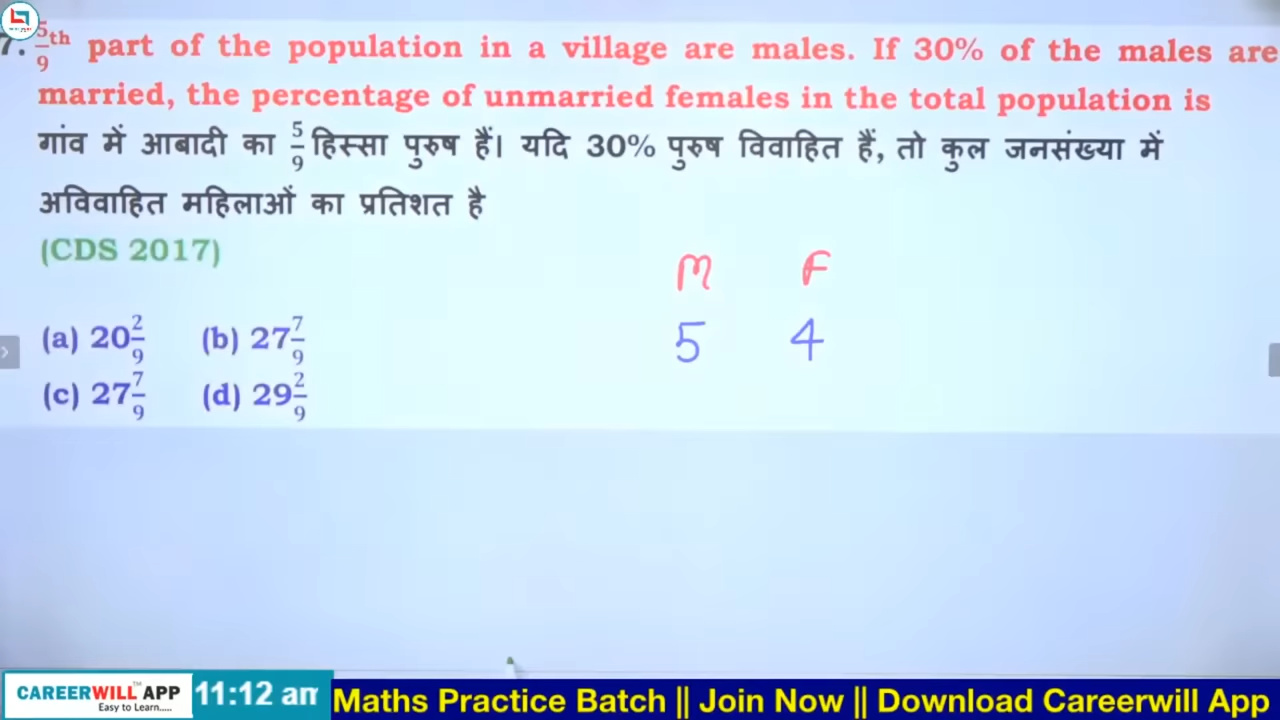 7. 5/9 th part of the population in a village are males. If 30% of the males are
married, the percentage of unmarried females in the total population is
गांव में आबादी का 5/9 हिस्सा पुरुष हैं। यदि 30% पुरुष विवाहित हैं, तो कुल जनसंख्या में
अविवाहित महिलाओं का प्रतिशत है
(CDS 2017)
M F
(a) 20 2/9 (b) 27 7/9
5 4
(c) 27 7/9 (d) 29 2/9
CAREERWILL APP
Easy to Learn.....
11:12 am
Maths Practice Batch || Join Now || Download Careerwill App